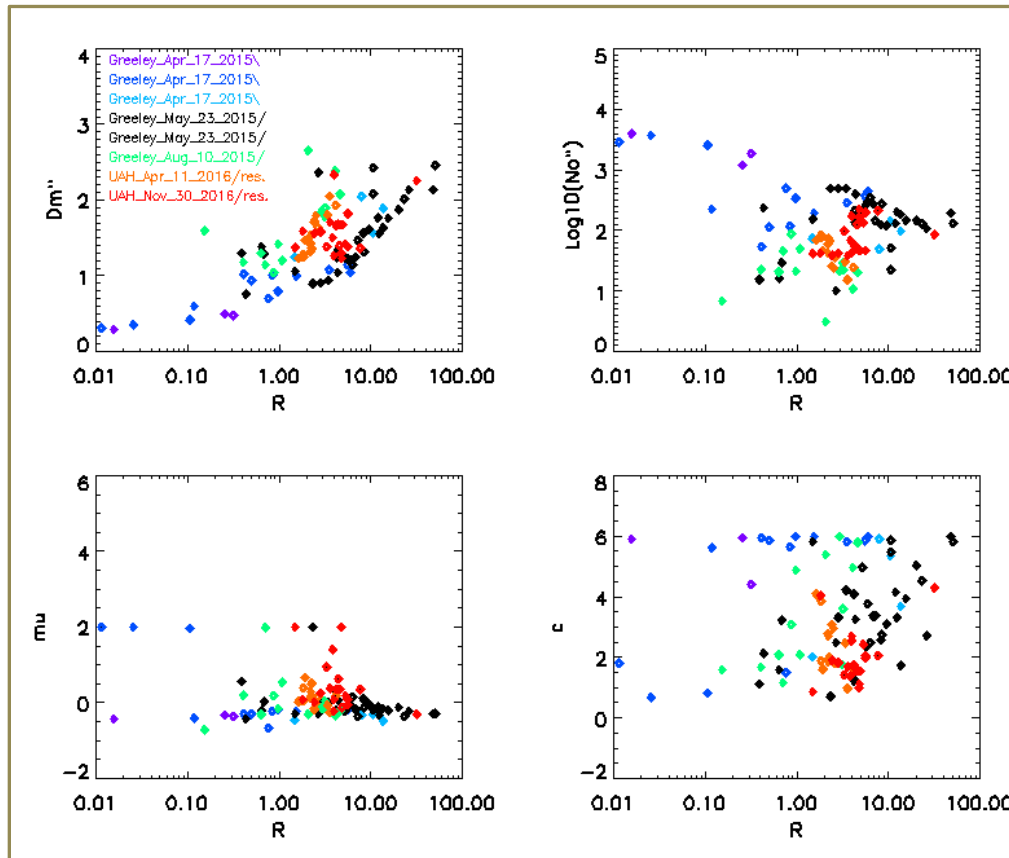 4
3
2
1
0
Dm"
Greeley_Apr_17_2015\
Greeley_Apr_17_2015\
Greeley_Apr_17_2015\
Greeley_May_23_2015/
Greeley_May_23_2015/
Greeley_Aug_10_2015/
UAH_Apr_11_2016/res.
UAH_Nov_30_2016/res.
0.01 0.10 1.00 10.00 100.00
R
5
4
3
2
1
0
Log10(No")
0.01 0.10 1.00 10.00 100.00
R
6
4
2
0
-2
mu
0.01 0.10 1.00 10.00 100.00
R
8
6
4
2
0
-2
c
0.01 0.10 1.00 10.00 100.00
R